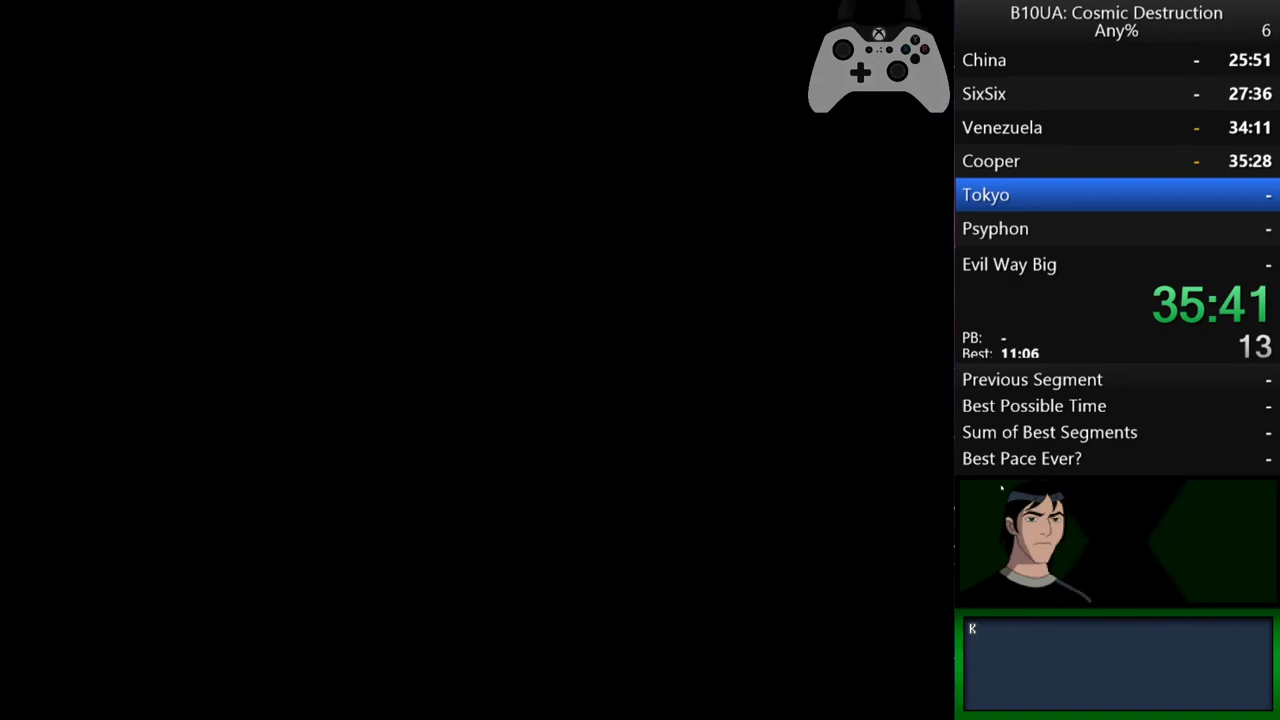 B10UA: Cosmic Destruction
Any% 6
China - 25:51
SixSix - 27:36
Venezuela - 34:11
Cooper - 35:28
Tokyo -
Psyphon -
Evil Way Big -
35:41
PB: -
Best: 11:06
13
Previous Segment -
Best Possible Time -
Sum of Best Segments -
Best Pace Ever? -
K